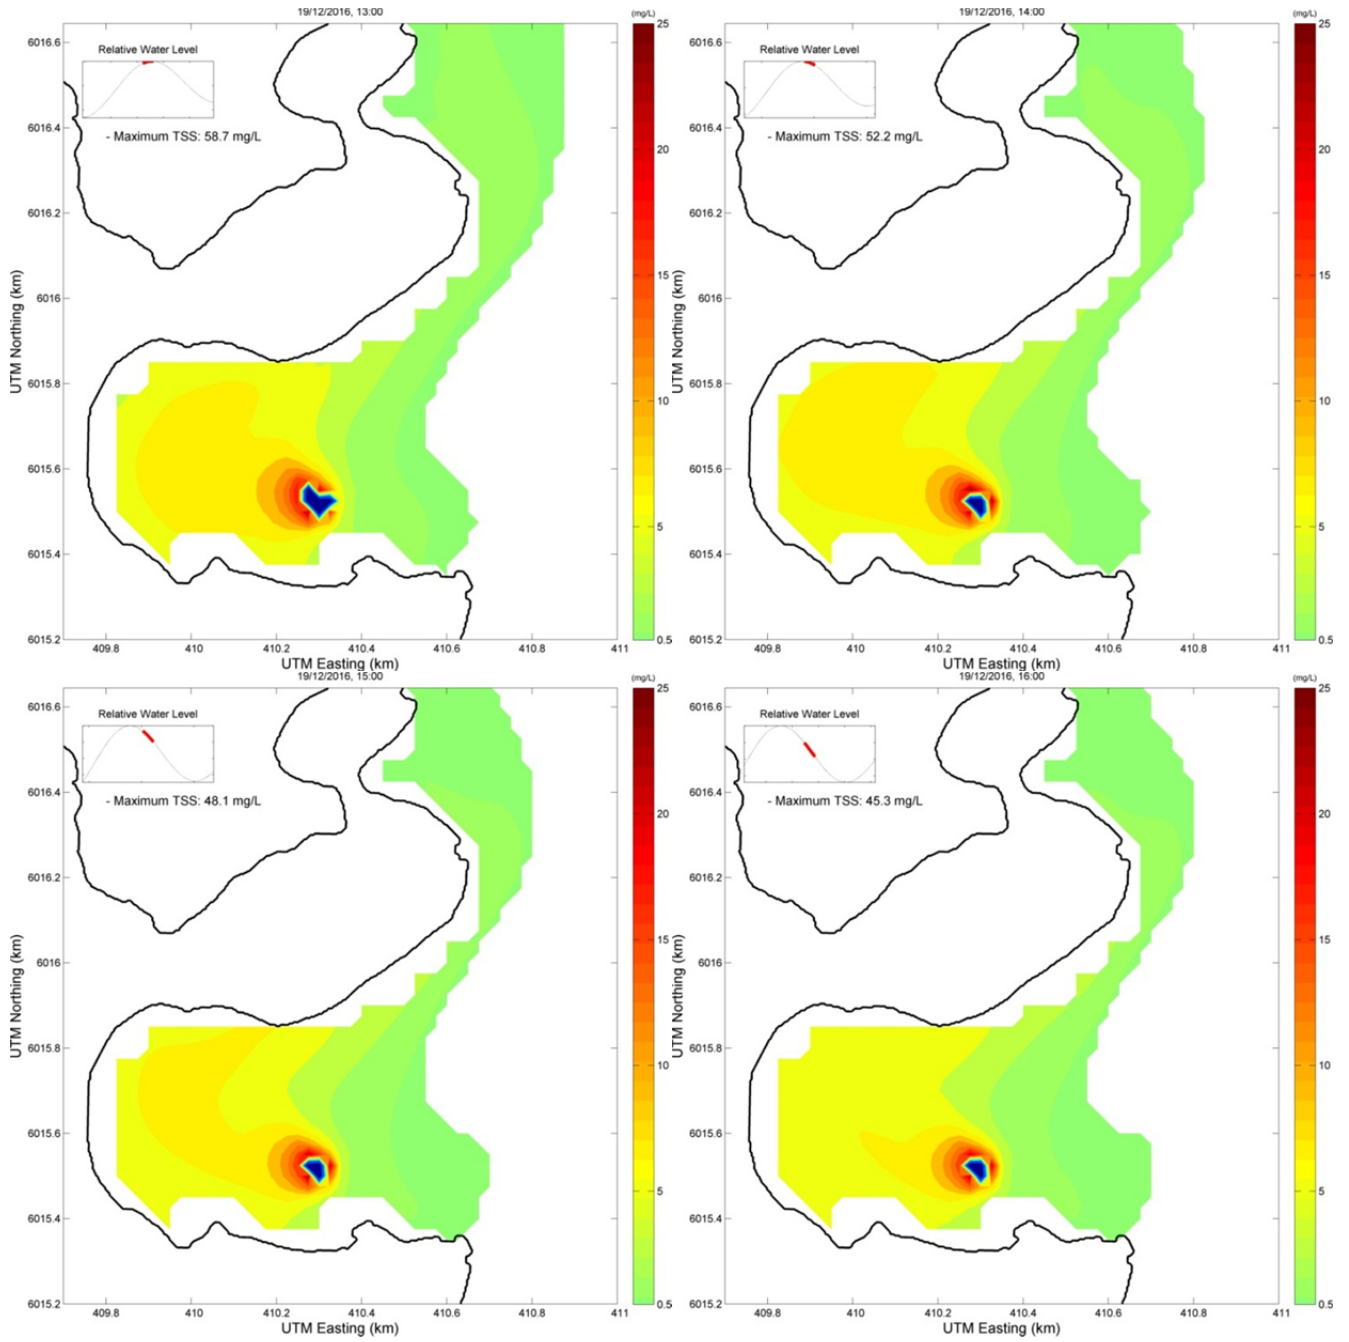 19/12/2016, 13:00
(mg/L)
Relative Water Level
- Maximum TSS: 58.7 mg/L
UTM Northing (km)
6016.6
6016.4
6016.2
6016
6015.8
6015.6
6015.4
6015.2
409.8 410 410.2 410.4 410.6 410.8 411
UTM Easting (km)
25
20
15
10
5
0.5
19/12/2016, 14:00
(mg/L)
Relative Water Level
- Maximum TSS: 52.2 mg/L
UTM Northing (km)
6016.6
6016.4
6016.2
6016
6015.8
6015.6
6015.4
6015.2
409.8 410 410.2 410.4 410.6 410.8 411
UTM Easting (km)
25
20
15
10
5
0.5
19/12/2016, 15:00
(mg/L)
Relative Water Level
- Maximum TSS: 48.1 mg/L
UTM Northing (km)
6016.6
6016.4
6016.2
6016
6015.8
6015.6
6015.4
6015.2
409.8 410 410.2 410.4 410.6 410.8 411
UTM Easting (km)
25
20
15
10
5
0.5
19/12/2016, 16:00
(mg/L)
Relative Water Level
- Maximum TSS: 45.3 mg/L
UTM Northing (km)
6016.6
6016.4
6016.2
6016
6015.8
6015.6
6015.4
6015.2
409.8 410 410.2 410.4 410.6 410.8 411
UTM Easting (km)
25
20
15
10
5
0.5